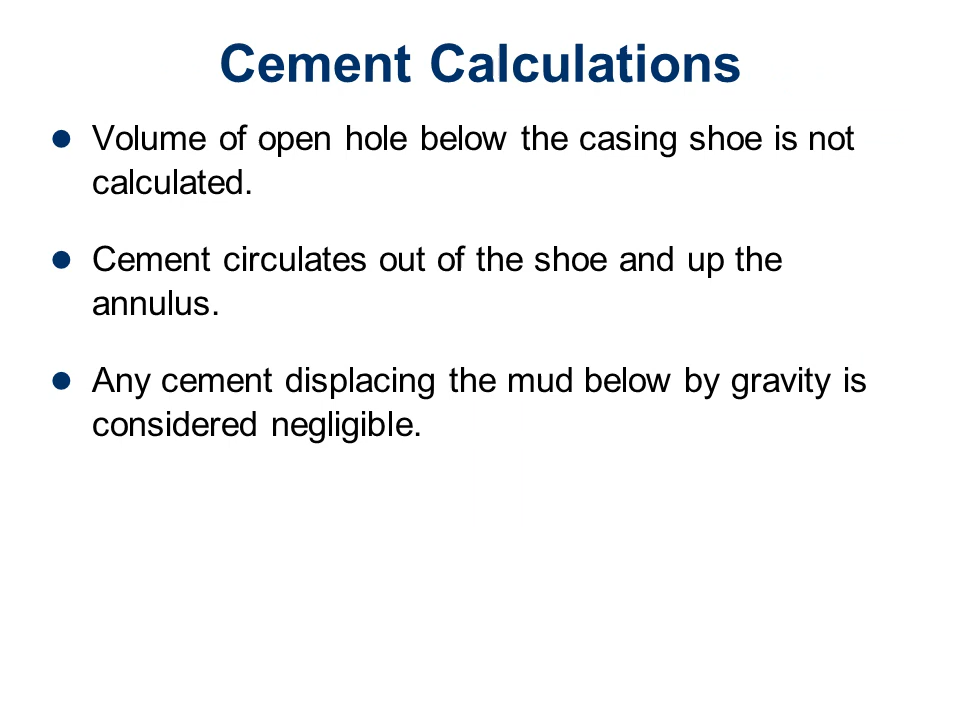 Cement Calculations
● Volume of open hole below the casing shoe is not
calculated.
● Cement circulates out of the shoe and up the
annulus.
● Any cement displacing the mud below by gravity is
considered negligible.